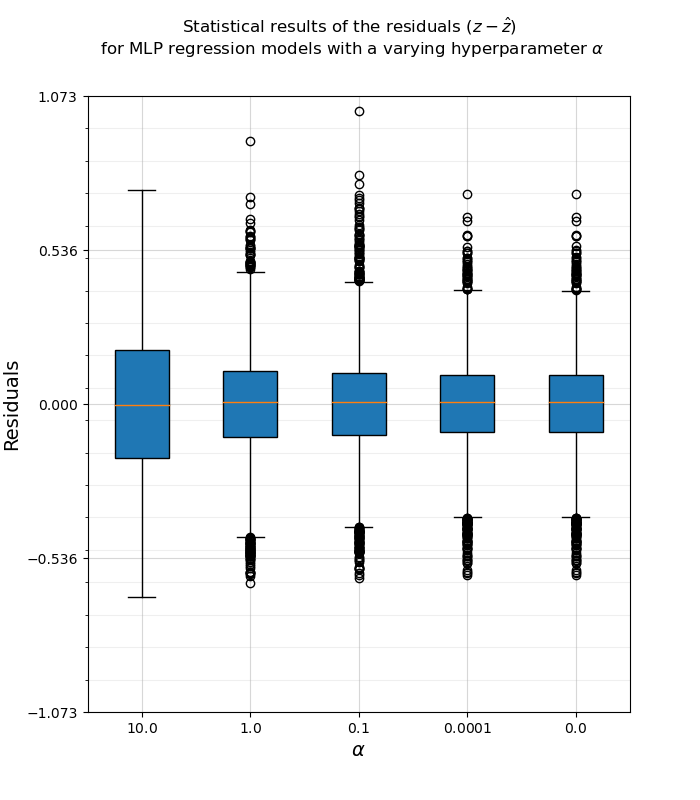 Statistical results of the residuals (z − ẑ)
for MLP regression models with a varying hyperparameter α
1.073
0.536
0.000
−0.536
−1.073
Residuals
10.0 1.0 0.1 0.0001 0.0
α